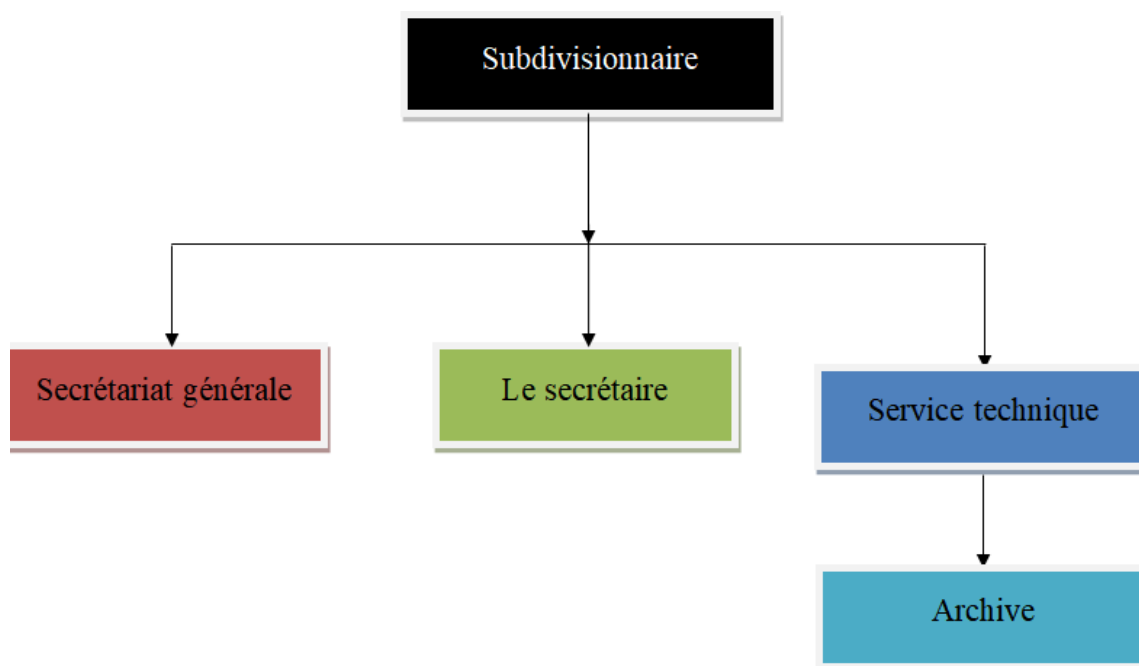 Subdivisionnaire
Secrétariat générale
Le secrétaire
Service technique
Archive